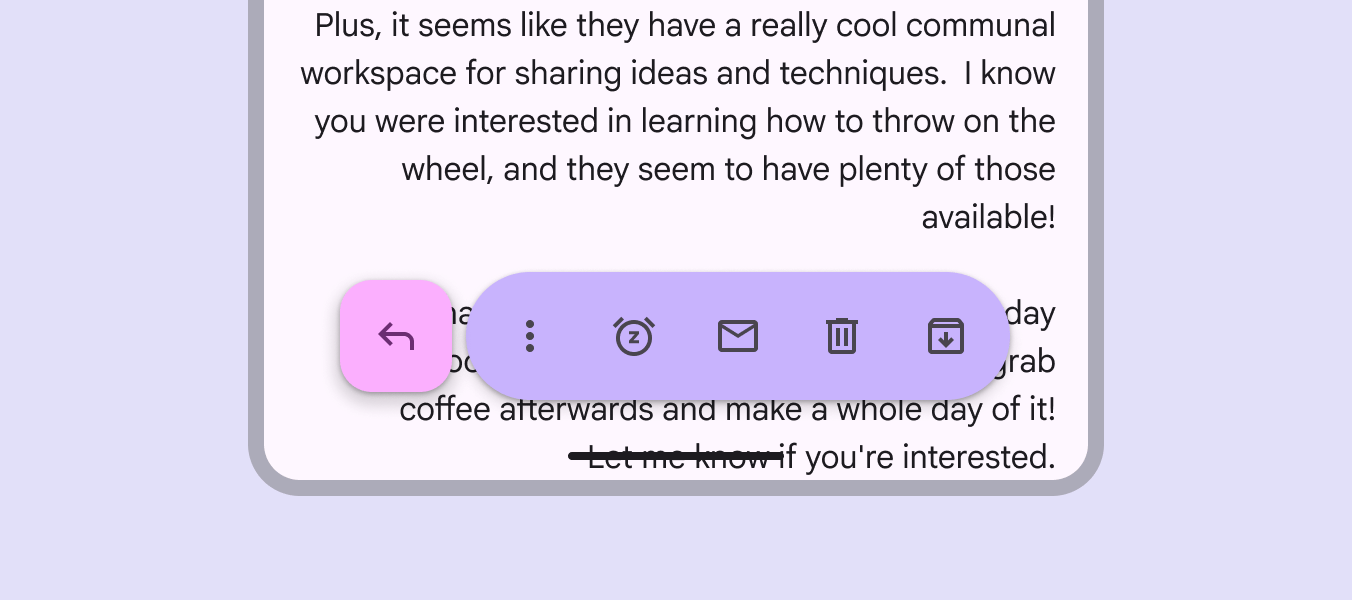 Plus, it seems like they have a really cool communal
workspace for sharing ideas and techniques.  I know
you were interested in learning how to throw on the
wheel, and they seem to have plenty of those
available!
day
grab
coffee afterwards and make a whole day of it!
Let me know if you're interested.